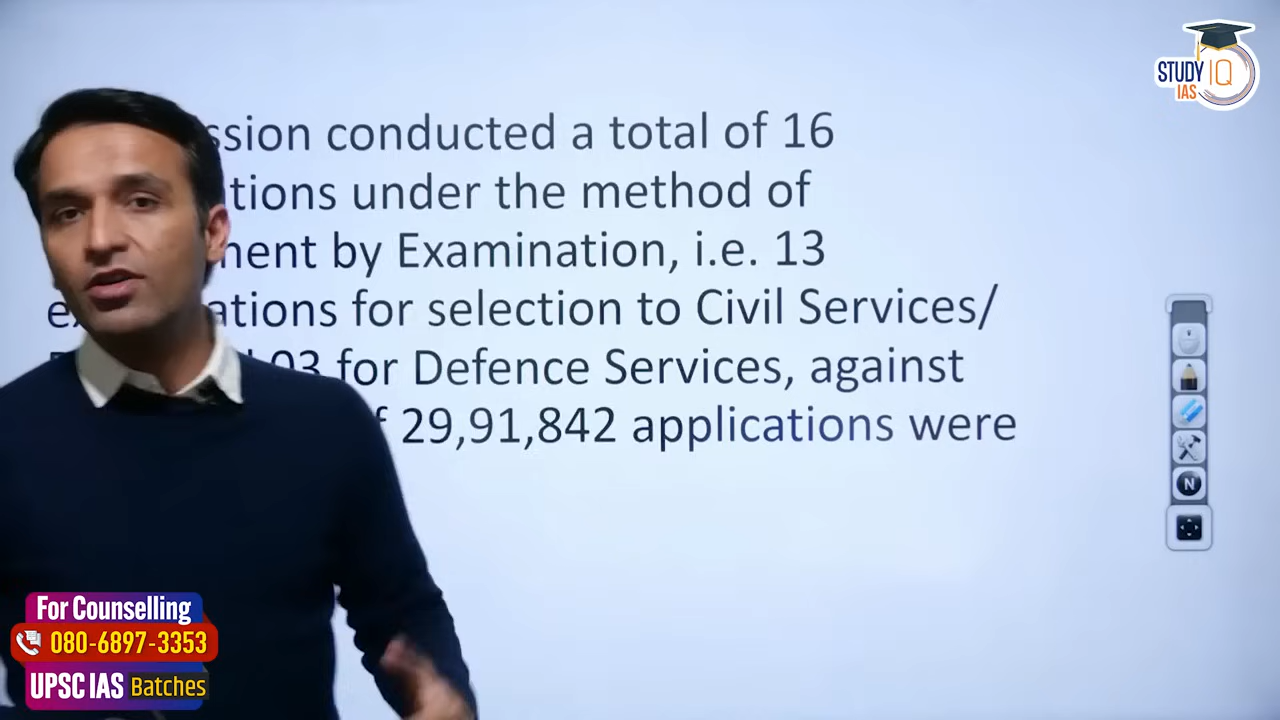 ssion conducted a total of 16
tions under the method of
ment by Examination, i.e. 13
ations for selection to Civil Services/
03 for Defence Services, against
29,91,842 applications were
STUDY IQ
IAS
N
For Counselling
080-6897-3353
UPSC IAS Batches